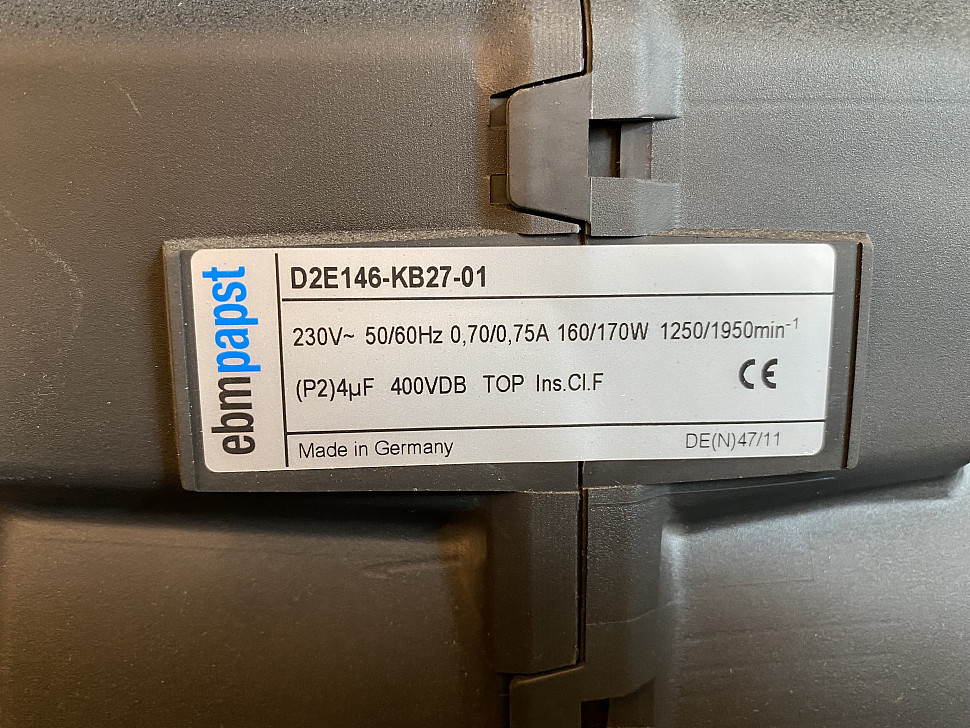 ebmpapst
D2E146-KB27-01
230V~ 50/60Hz 0,70/0,75A 160/170W 1250/1950min⁻¹
(P2)4µF 400VDB TOP Ins.Cl.F CE
Made in Germany DE(N)47/11